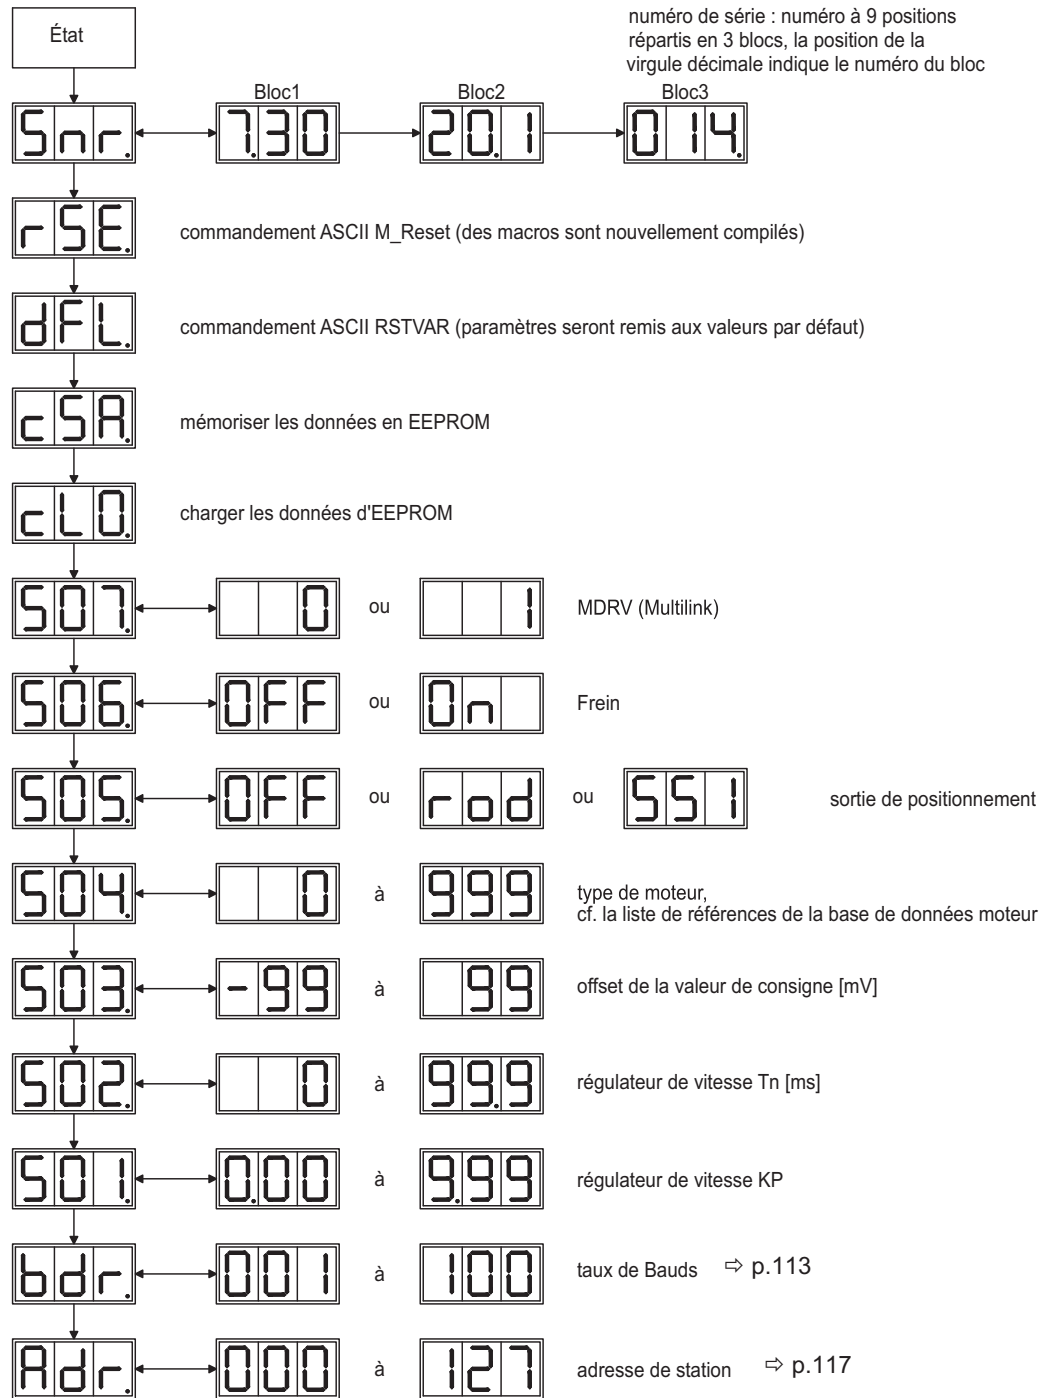 État
numéro de série : numéro à 9 positions
répartis en 3 blocs, la position de la
virgule décimale indique le numéro du bloc
Bloc1 Bloc2 Bloc3
Snr. 7.30 20.1 014.
rSE. commandement ASCII M_Reset (des macros sont nouvellement compilés)
dFL. commandement ASCII RSTVAR (paramètres seront remis aux valeurs par défaut)
cSA. mémoriser les données en EEPROM
cLO. charger les données d'EEPROM
S07. 0 ou 1 MDRV (Multilink)
S06. OFF ou On Frein
S05. OFF ou rod ou SSI sortie de positionnement
S04. 0 à 999 type de moteur,
cf. la liste de références de la base de données moteur
S03. -99 à 99 offset de la valeur de consigne [mV]
S02. 0 à 99.9 régulateur de vitesse Tn [ms]
S01. 0.00 à 9.99 régulateur de vitesse KP
bdr. 001 à 100 taux de Bauds ⇨ p.113
Adr. 000 à 127 adresse de station ⇨ p.117